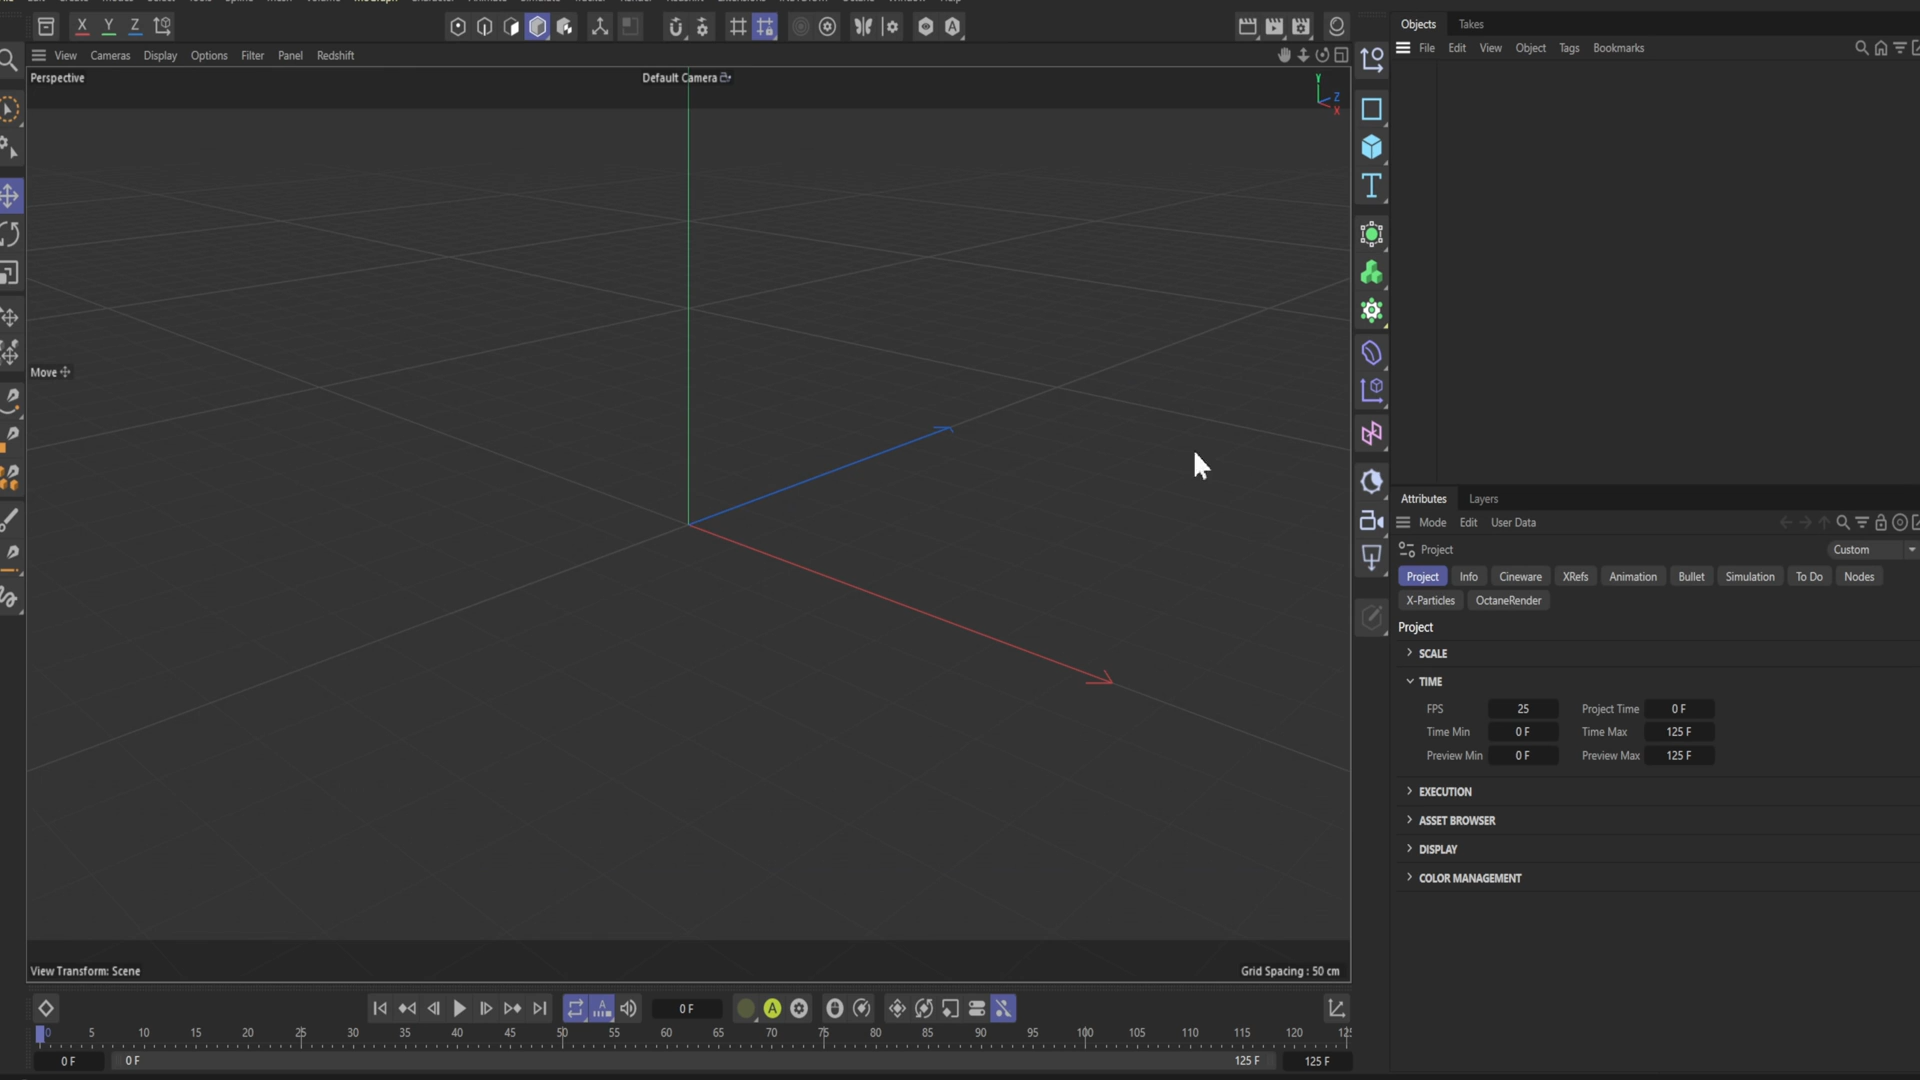 X Y Z
Objects Takes
View Cameras Display Options Filter Panel Redshift
File Edit View Object Tags Bookmarks
Perspective
Default Camera
Y
Z
X
Move
Attributes Layers
Mode Edit User Data
Project
Custom
Project Info Cineware XRefs Animation Bullet Simulation To Do Nodes
X-Particles OctaneRender
Project
SCALE
TIME
FPS 25 Project Time 0 F
Time Min 0 F Time Max 125 F
Preview Min 0 F Preview Max 125 F
EXECUTION
ASSET BROWSER
DISPLAY
COLOR MANAGEMENT
View Transform: Scene
Grid Spacing : 50 cm
0 F
0 5 10 15 20 25 30 35 40 45 50 55 60 65 70 75 80 85 90 95 100 105 110 115 120
0 F 0 F 125 F 125 F